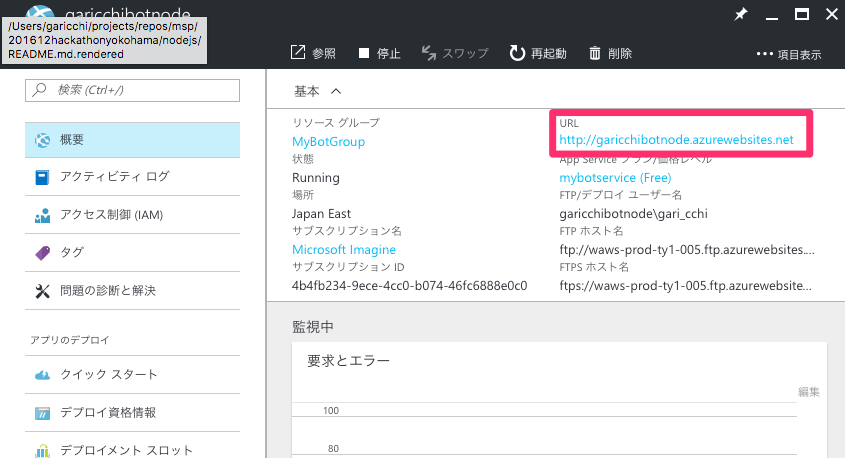 garicchibotnode
/Users/garicchi/projects/repos/msp/
201612hackathonyokohama/nodejs/
README.md.rendered
参照
停止
スワップ
再起動
削除
項目表示
検索 (Ctrl+/)
概要
アクティビティ ログ
アクセス制御 (IAM)
タグ
問題の診断と解決
アプリのデプロイ
クイック スタート
デプロイ資格情報
デプロイメント スロット
基本
リソース グループ
MyBotGroup
状態
Running
場所
Japan East
サブスクリプション名
Microsoft Imagine
サブスクリプション ID
4b4fb234-9ece-4cc0-b074-46fc6888e0c0
URL
http://garicchibotnode.azurewebsites.net
App Service プラン/価格レベル
mybotservice (Free)
FTP/デプロイ ユーザー名
garicchibotnode\gari_cchi
FTP ホスト名
ftp://waws-prod-ty1-005.ftp.azurewebsites....
FTPS ホスト名
ftps://waws-prod-ty1-005.ftp.azurewebsite...
監視中
要求とエラー
編集
100
80